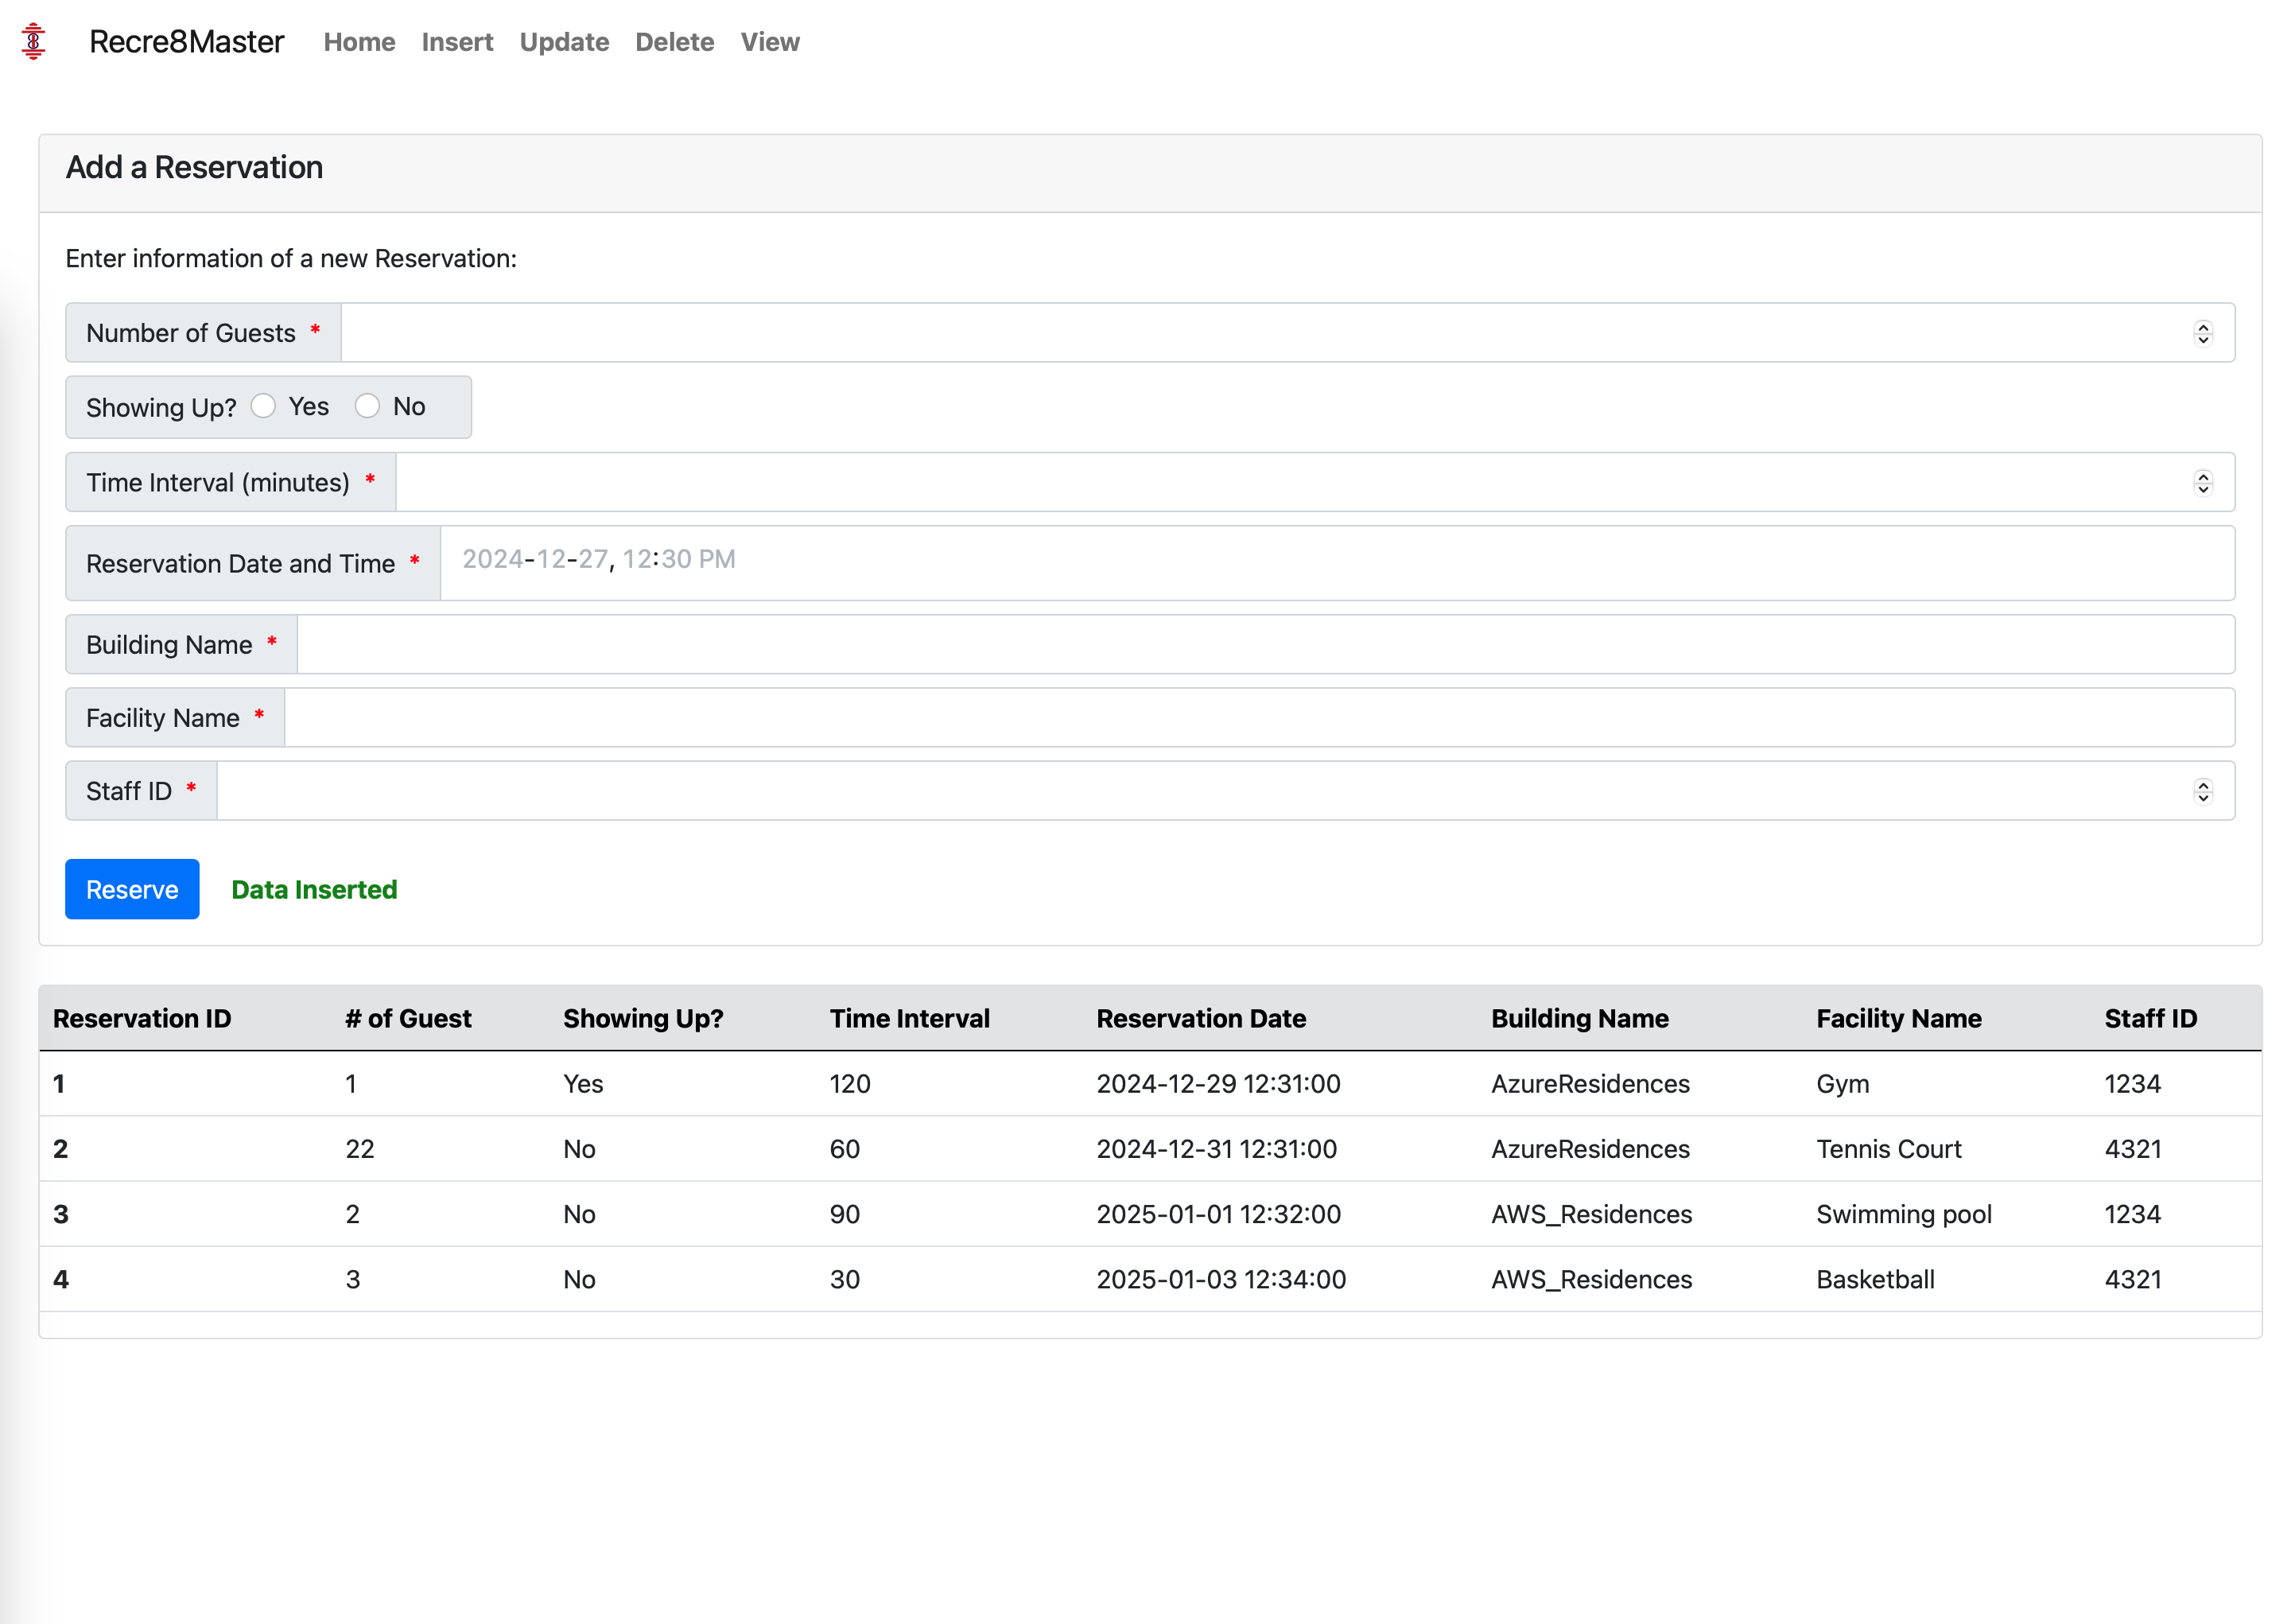 Recre8Master Home Insert Update Delete View
Add a Reservation
Enter information of a new Reservation:
Number of Guests *
Showing Up? Yes No
Time Interval (minutes) *
Reservation Date and Time * 2024-12-27, 12:30 PM
Building Name *
Facility Name *
Staff ID *
Reserve Data Inserted
Reservation ID # of Guest Showing Up? Time Interval Reservation Date Building Name Facility Name Staff ID
1 1 Yes 120 2024-12-29 12:31:00 AzureResidences Gym 1234
2 22 No 60 2024-12-31 12:31:00 AzureResidences Tennis Court 4321
3 2 No 90 2025-01-01 12:32:00 AWS_Residences Swimming pool 1234
4 3 No 30 2025-01-03 12:34:00 AWS_Residences Basketball 4321